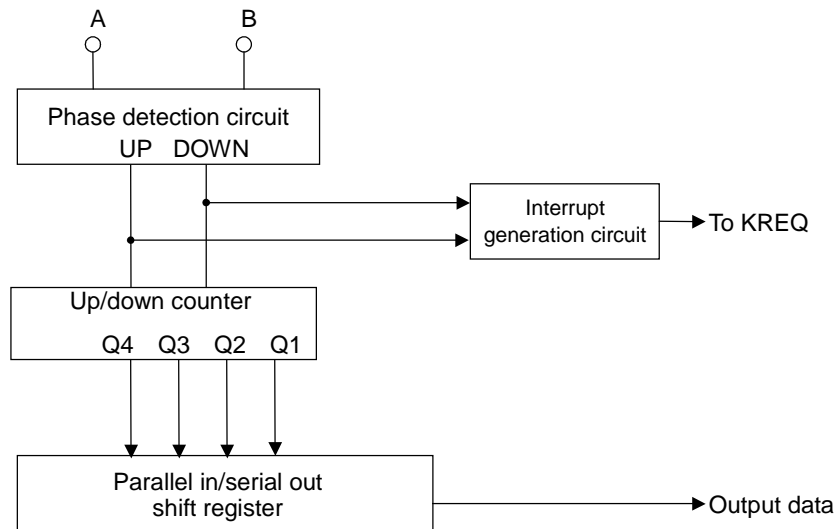 A B
Phase detection circuit
UP DOWN
Interrupt
generation circuit
To KREQ
Up/down counter
Q4 Q3 Q2 Q1
Parallel in/serial out
shift register
Output data